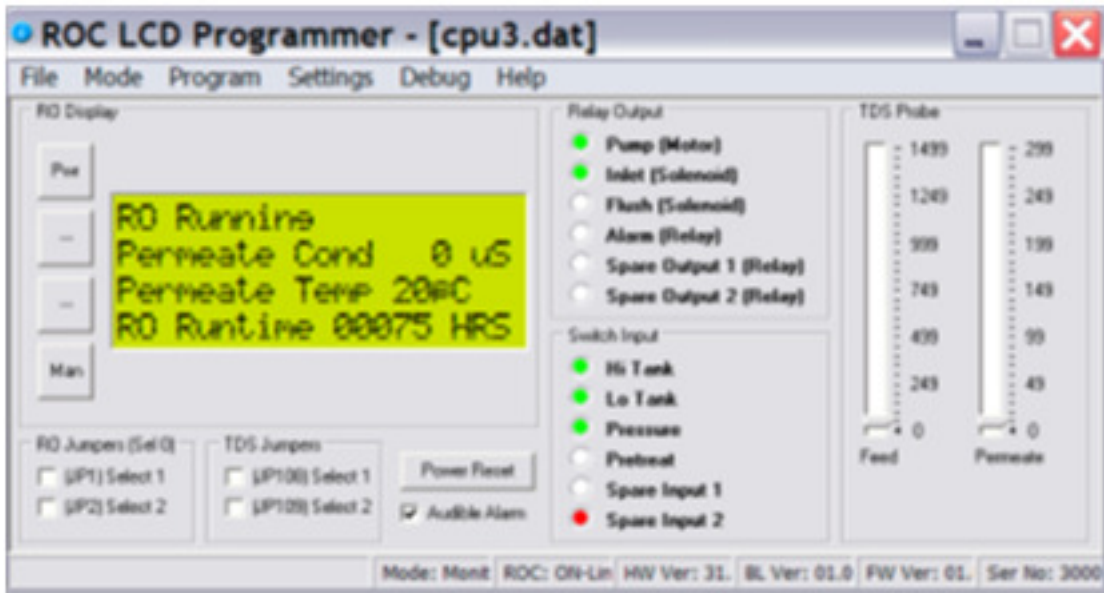 ROC LCD Programmer - [cpu3.dat]
File Mode Program Settings Debug Help
RO Display
Pwr
...
...
Man
RO Running
Permeate Cond 0 uS
Permeate Temp 20°C
RO Runtime 00075 HRS
RO Jumpers (Sel 0)
(JP1) Select 1
(JP2) Select 2
TDS Jumpers
(JP108) Select 1
(JP109) Select 2
Power Reset
Audible Alarm
Relay Output
Pump (Motor)
Inlet (Solenoid)
Flush (Solenoid)
Alarm (Relay)
Spare Output 1 (Relay)
Spare Output 2 (Relay)
Switch Input
Hi Tank
Lo Tank
Pressure
Pretreat
Spare Input 1
Spare Input 2
TDS Probe
1499
1249
999
749
499
249
0
Feed
299
249
199
149
99
49
0
Permeate
Mode: Monit ROC: ON-Lin HW Ver: 31. BL Ver: 01.0 FW Ver: 01. Ser No: 3000